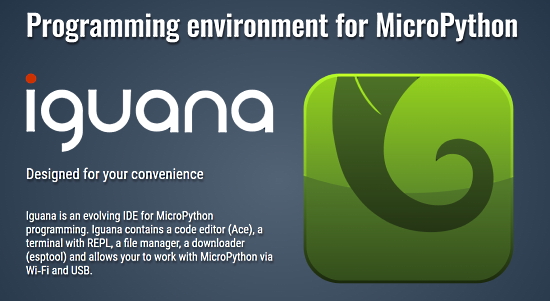 Programming environment for MicroPython
iguana
Designed for your convenience
Iguana is an evolving IDE for MicroPython
programming. Iguana contains a code editor (Ace), a
terminal with REPL, a file manager, a downloader
(esptool) and allows your to work with MicroPython via
Wi-Fi and USB.